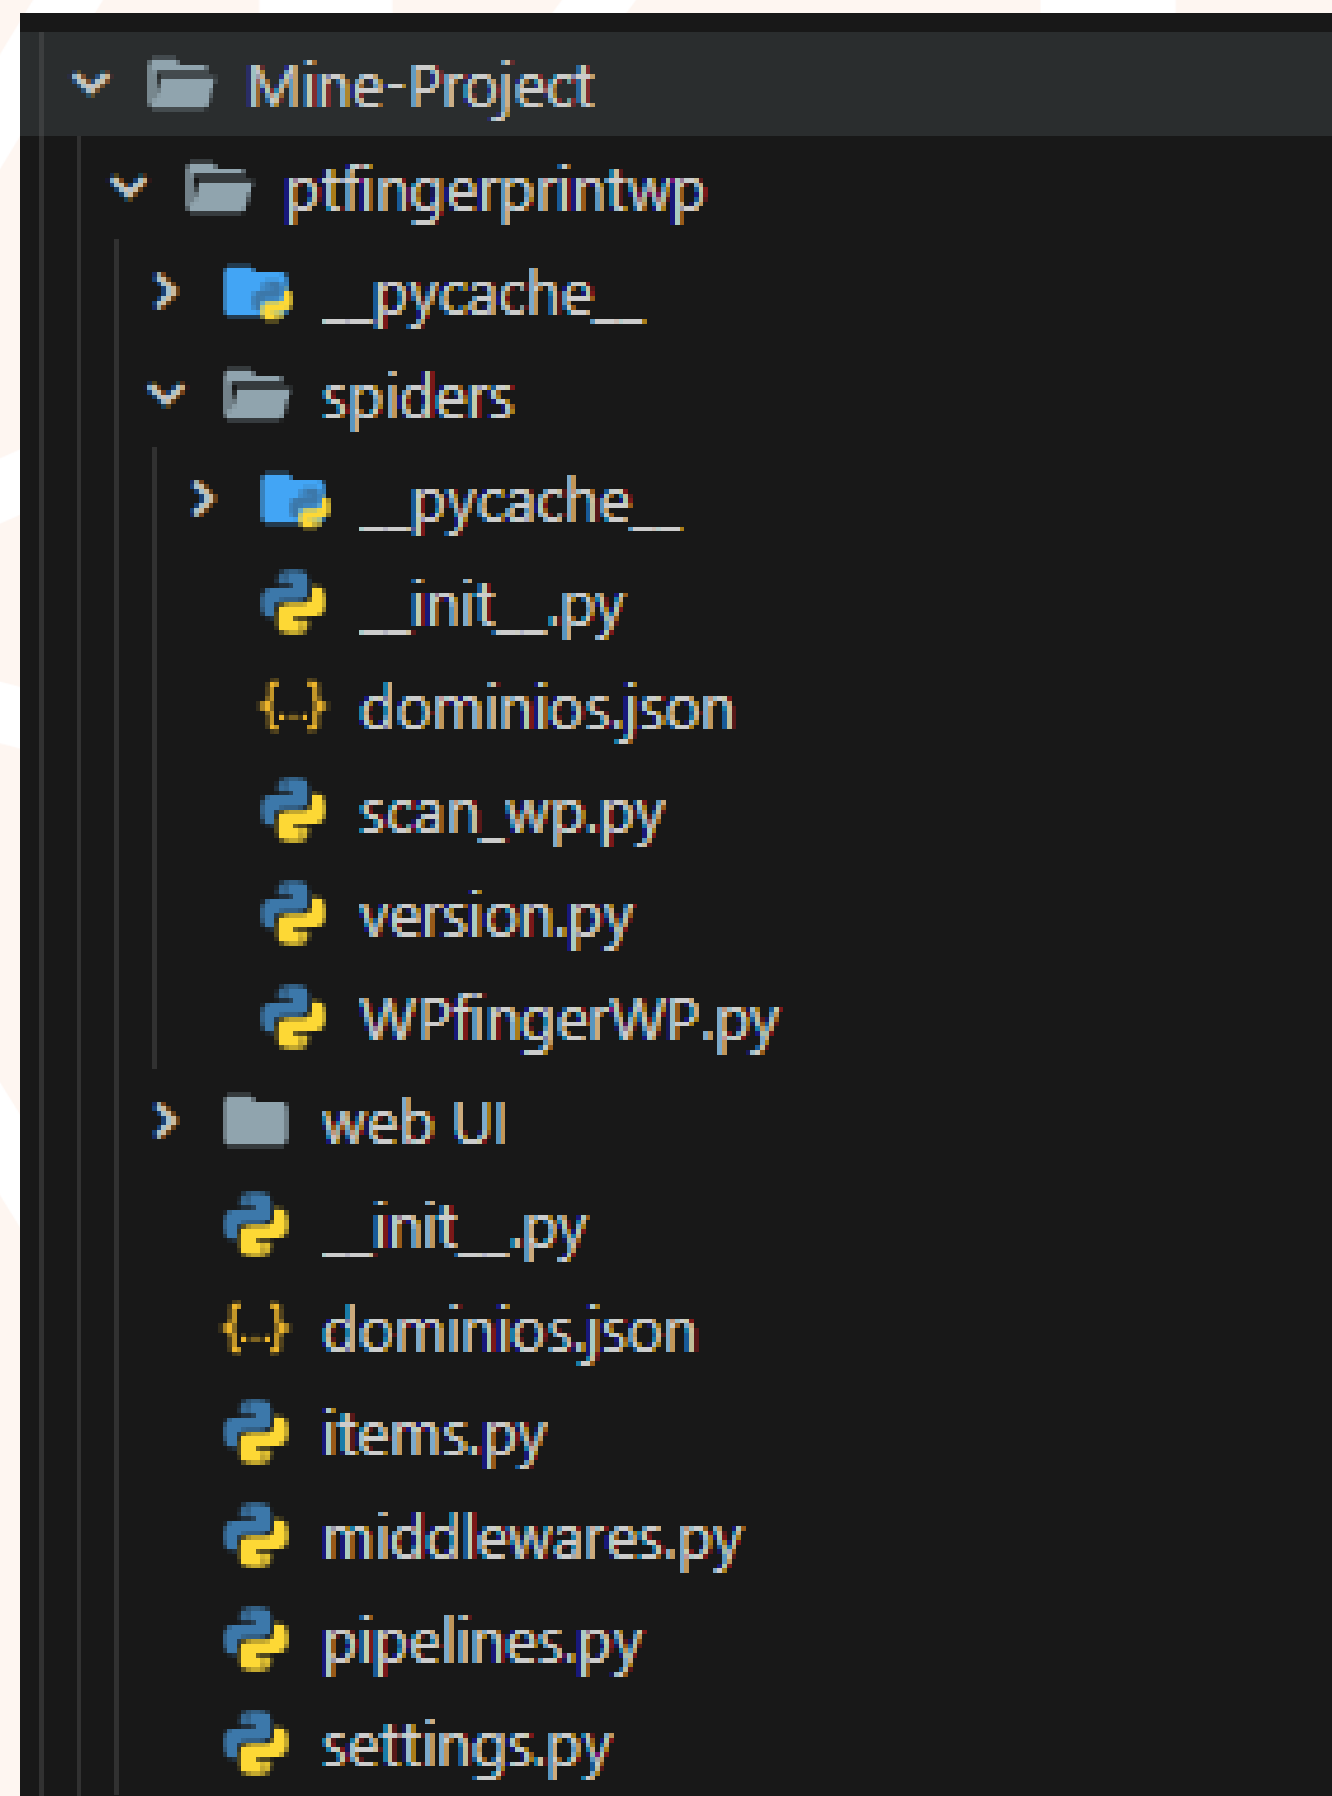 Mine-Project
ptfingerprintwp
__pycache__
spiders
__pycache__
__init__.py
dominios.json
scan_wp.py
version.py
WPfingerWP.py
web UI
__init__.py
dominios.json
items.py
middlewares.py
pipelines.py
settings.py